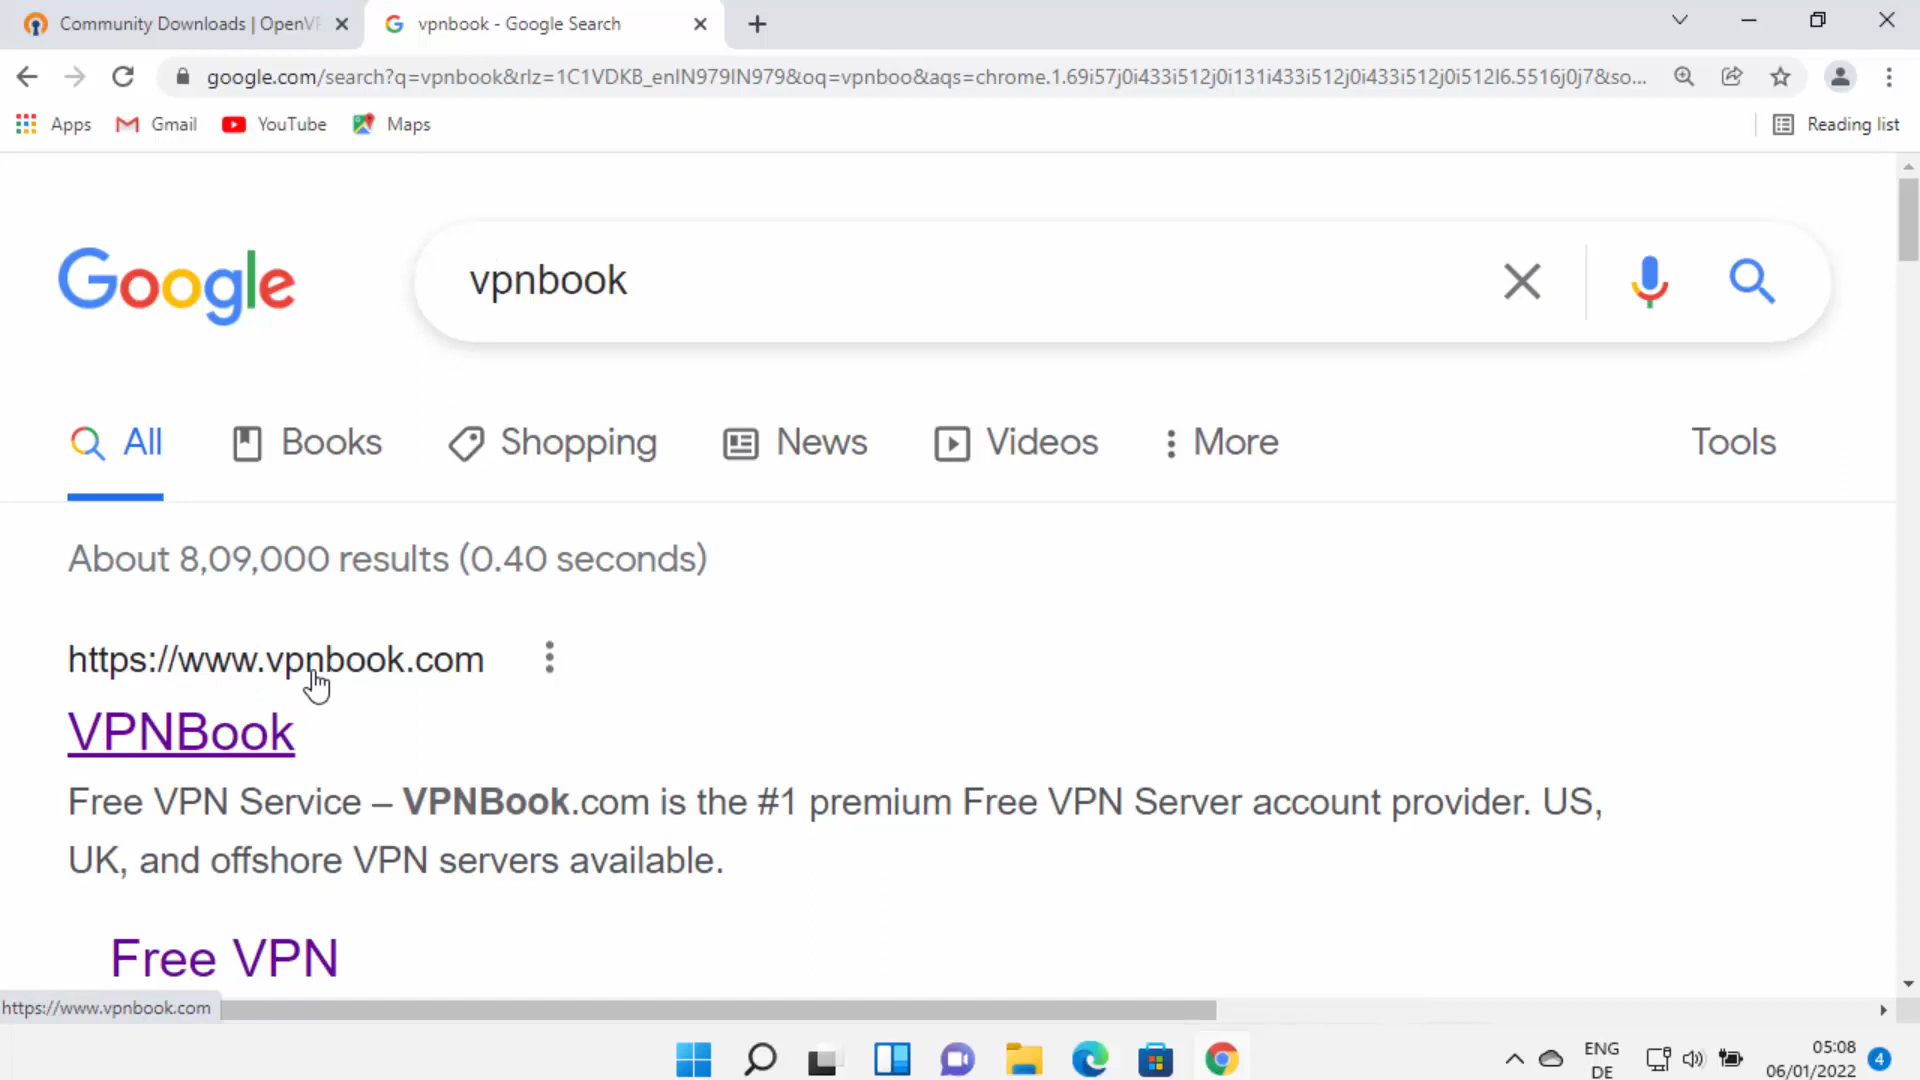 Community Downloads | OpenVP
vpnbook - Google Search
google.com/search?q=vpnbook&rlz=1C1VDKB_enIN979IN979&oq=vpnboo&aqs=chrome.1.69i57j0i433i512j0i131i433i512j0i433i512j0i512l6.5516j0j7&so...
Apps Gmail YouTube Maps Reading list
Google vpnbook
All Books Shopping News Videos More Tools
About 8,09,000 results (0.40 seconds)
https://www.vpnbook.com
VPNBook
Free VPN Service – VPNBook.com is the #1 premium Free VPN Server account provider. US,
UK, and offshore VPN servers available.
Free VPN
https://www.vpnbook.com
ENG 05:08 4
DE 06/01/2022